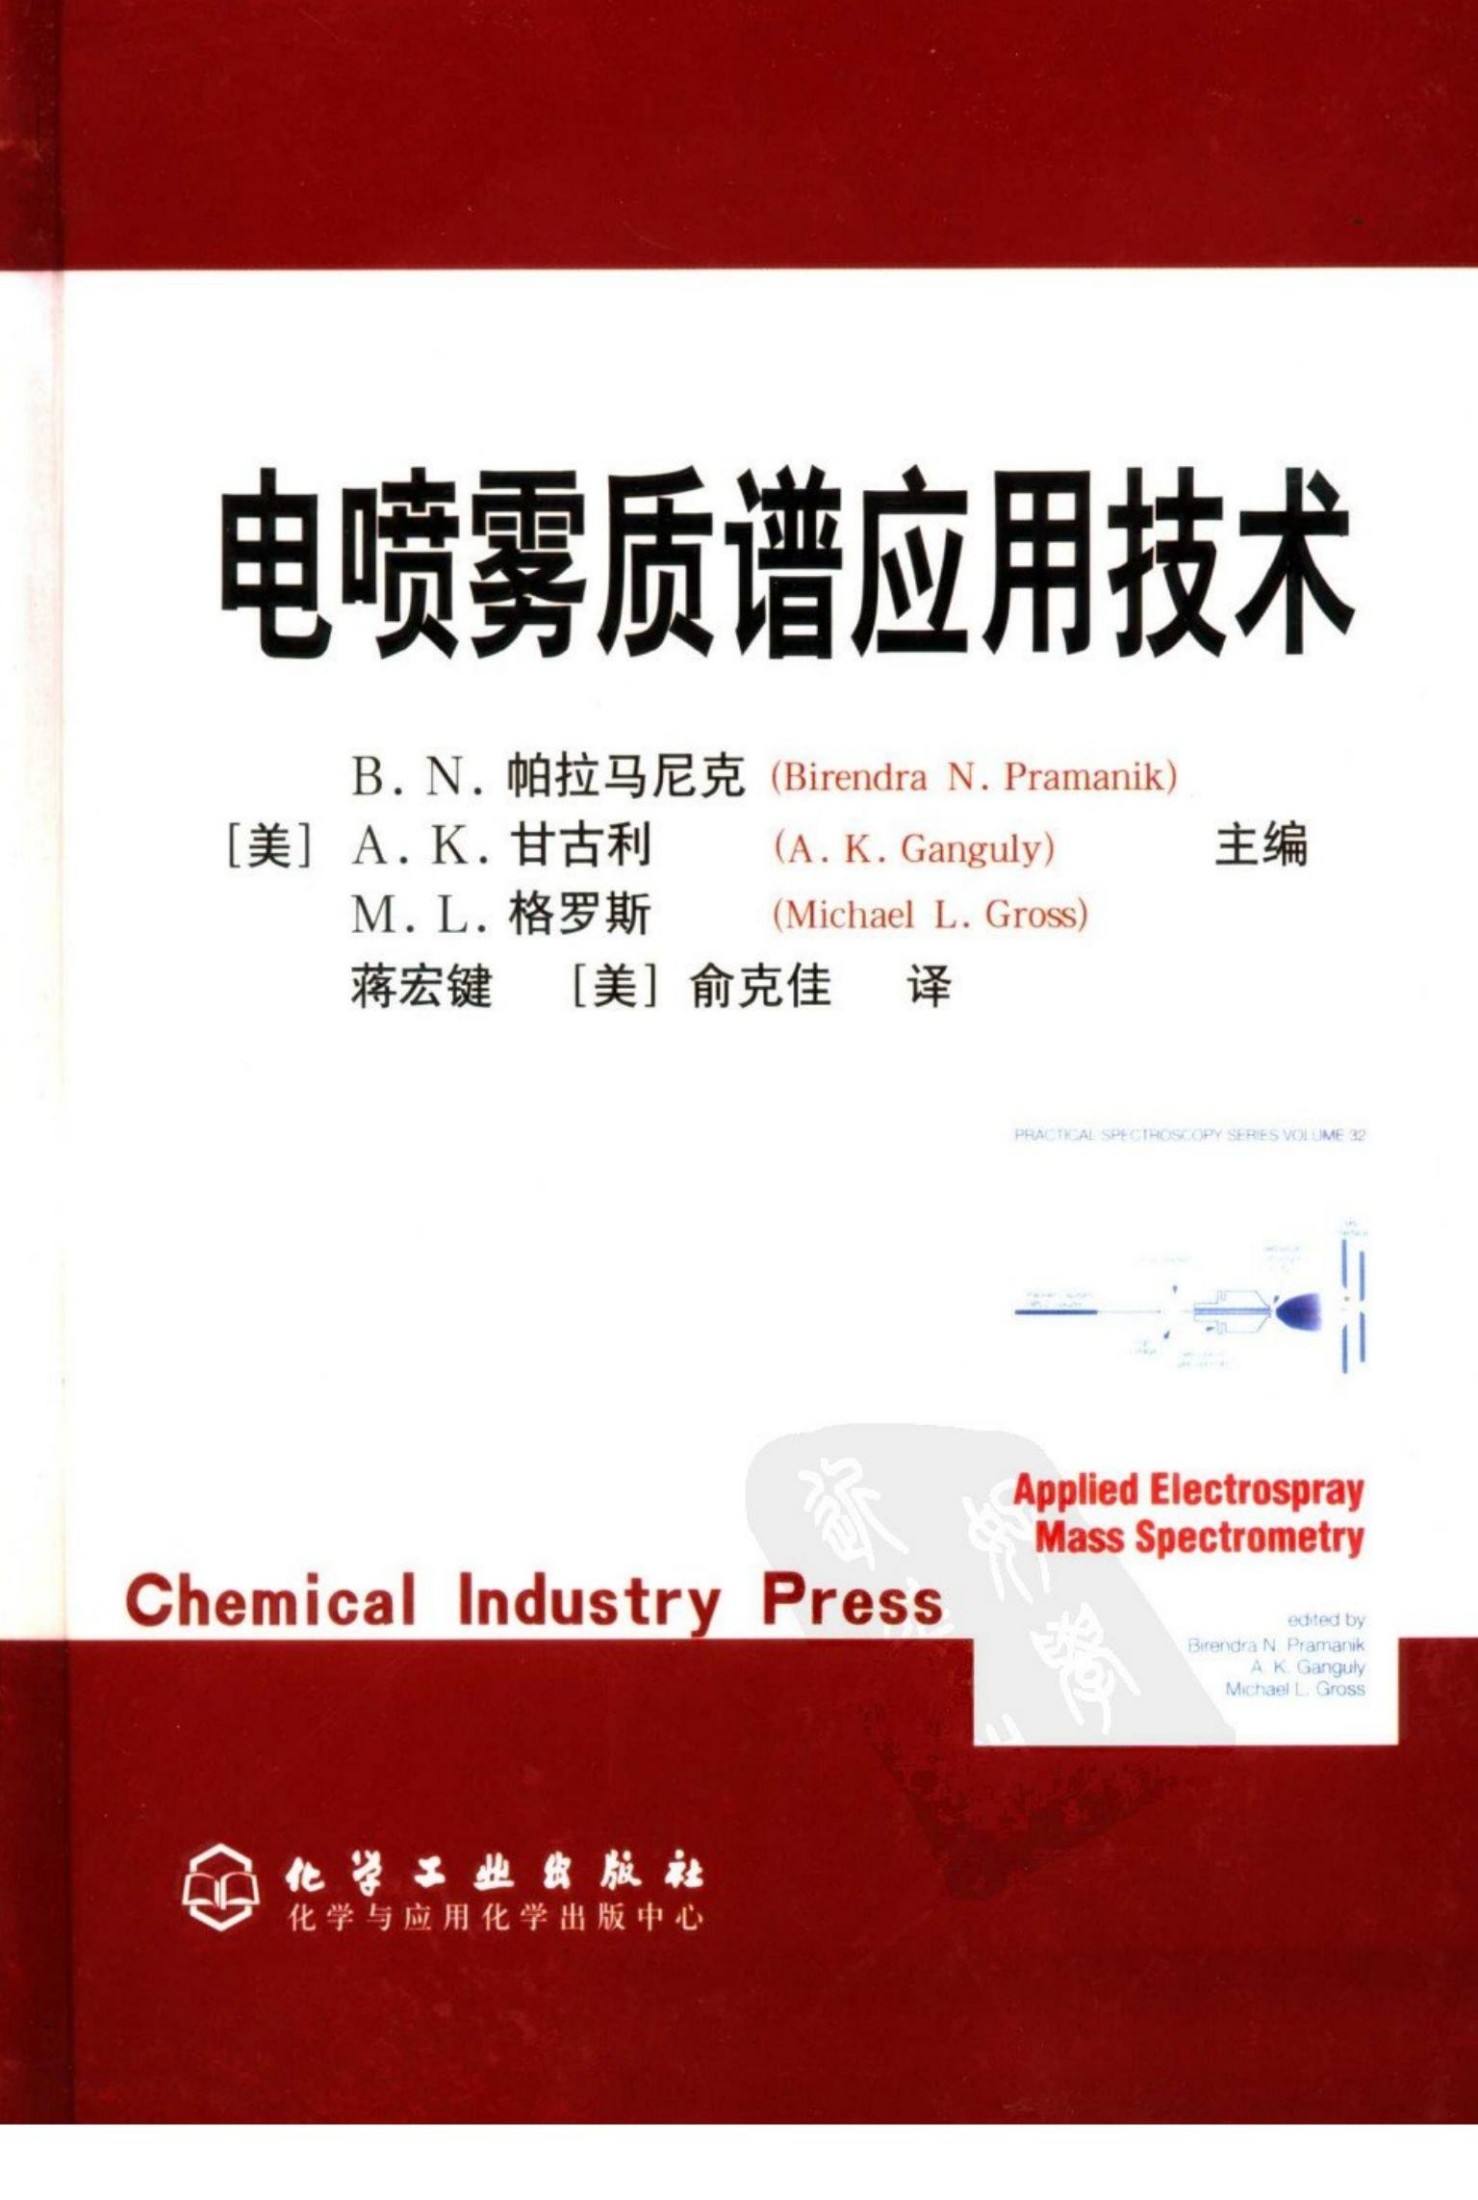 电喷雾质谱应用技术
B. N. 帕拉马尼克 (Birendra N. Pramanik)
[美] A. K. 甘古利 (A. K. Ganguly) 主编
M. L. 格罗斯 (Michael L. Gross)
蒋宏键 [美] 俞克佳 译
PRACTICAL SPECTROSCOPY SERIES VOLUME 32
Applied Electrospray
Mass Spectrometry
Chemical Industry Press
edited by
Birendra N. Pramanik
A. K. Ganguly
Michael L. Gross
化学工业出版社
化学与应用化学出版中心